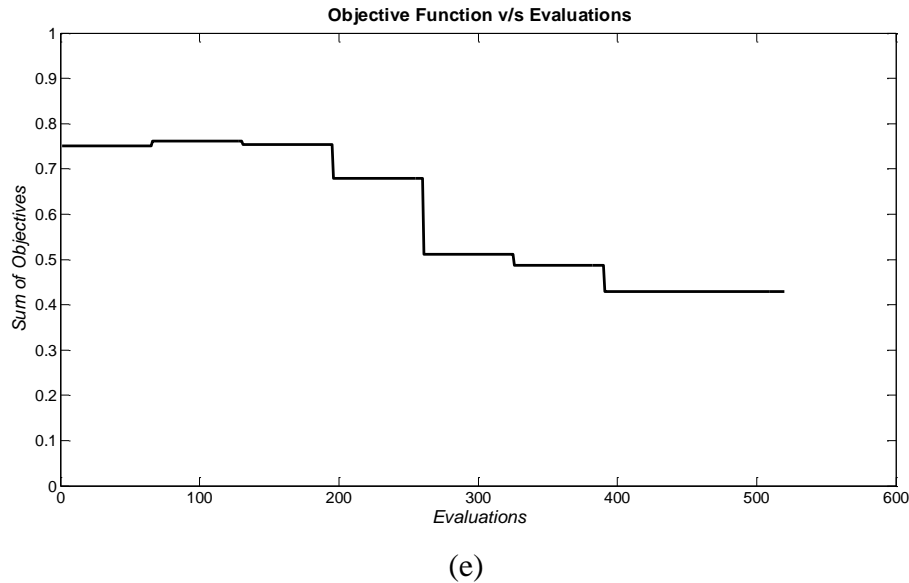 Objective Function v/s Evaluations
1
0.9
0.8
0.7
0.6
0.5
0.4
0.3
0.2
0.1
0
Sum of Objectives
0 100 200 300 400 500 600
Evaluations
(e)